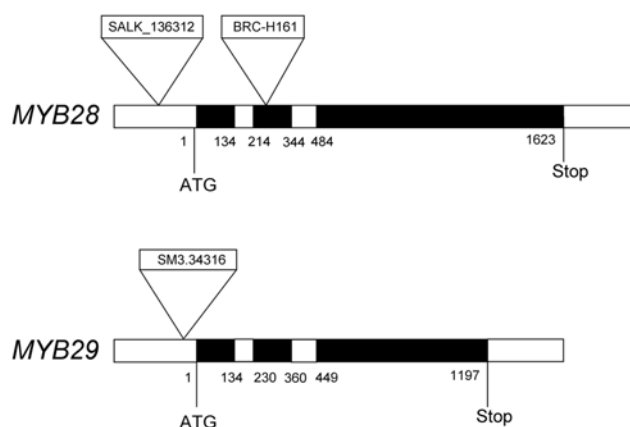 SALK_136312 BRC-H161
MYB28
1 134 214 344 484 1623
ATG Stop
SM3.34316
MYB29
1 134 230 360 449 1197
ATG Stop